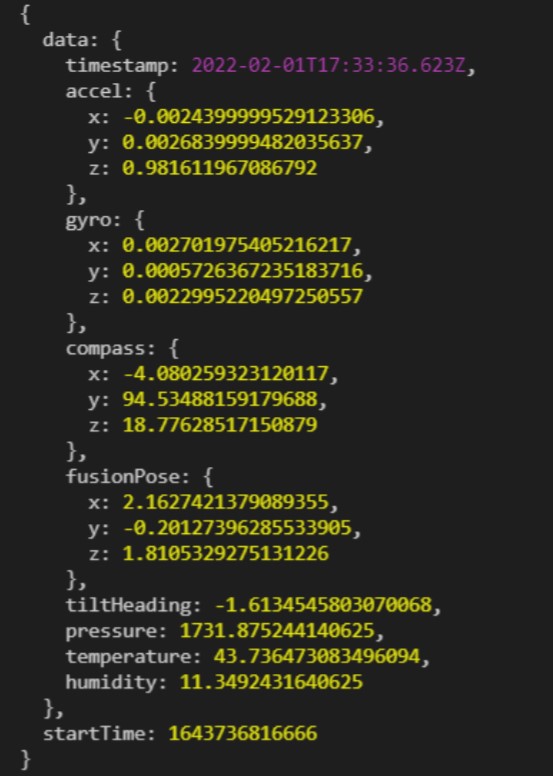 {
  data: {
    timestamp: 2022-02-01T17:33:36.623Z,
    accel: {
      x: -0.0024399999529123306,
      y: 0.0026839999482035637,
      z: 0.981611967086792
    },
    gyro: {
      x: 0.002701975405216217,
      y: 0.0005726367235183716,
      z: 0.0022995220497250557
    },
    compass: {
      x: -4.080259323120117,
      y: 94.53488159179688,
      z: 18.77628517150879
    },
    fusionPose: {
      x: 2.1627421379089355,
      y: -0.20127396285533905,
      z: 1.8105329275131226
    },
    tiltHeading: -1.6134545803070068,
    pressure: 1731.875244140625,
    temperature: 43.736473083496094,
    humidity: 11.3492431640625
  },
  startTime: 1643736816666
}